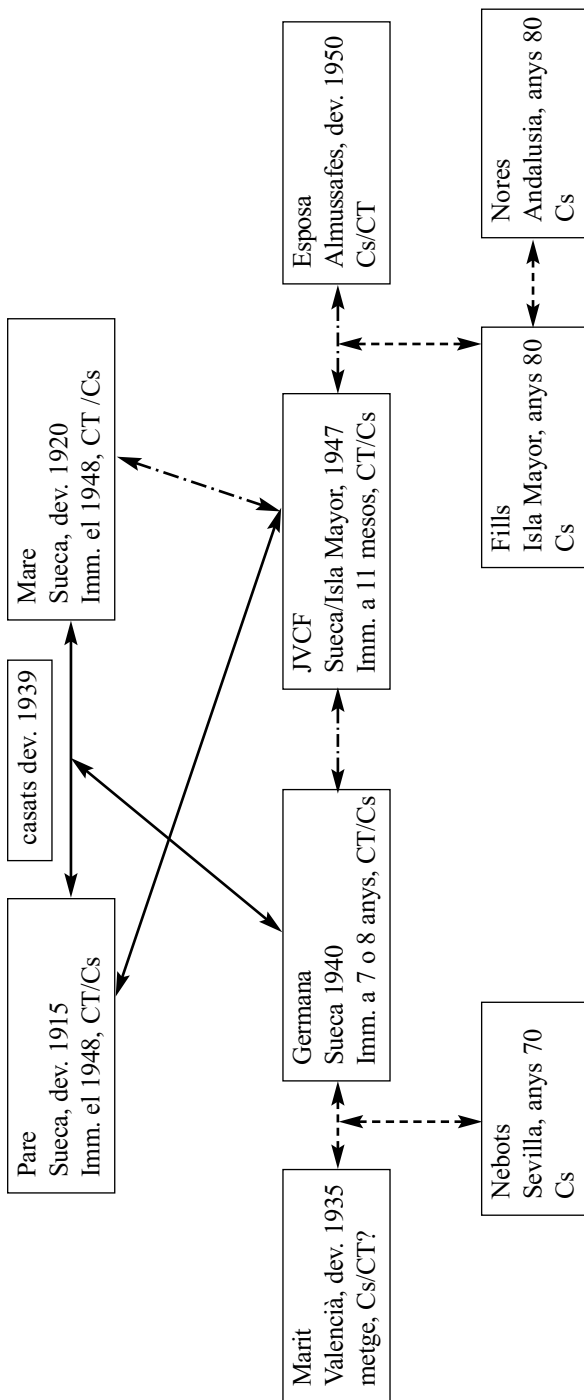 Pare
Sueca, dev. 1915
Imm. el 1948, CT/Cs
casats dev. 1939
Mare
Sueca, dev. 1920
Imm. el 1948, CT /Cs
Marit
Valencià, dev. 1935
metge, Cs/CT?
Germana
Sueca 1940
Imm. a 7 o 8 anys, CT/Cs
JVCF
Sueca/Isla Mayor, 1947
Imm. a 11 mesos, CT/Cs
Esposa
Almussafes, dev. 1950
Cs/CT
Nebots
Sevilla, anys 70
Cs
Fills
Isla Mayor, anys 80
Cs
Nores
Andalusia, anys 80
Cs